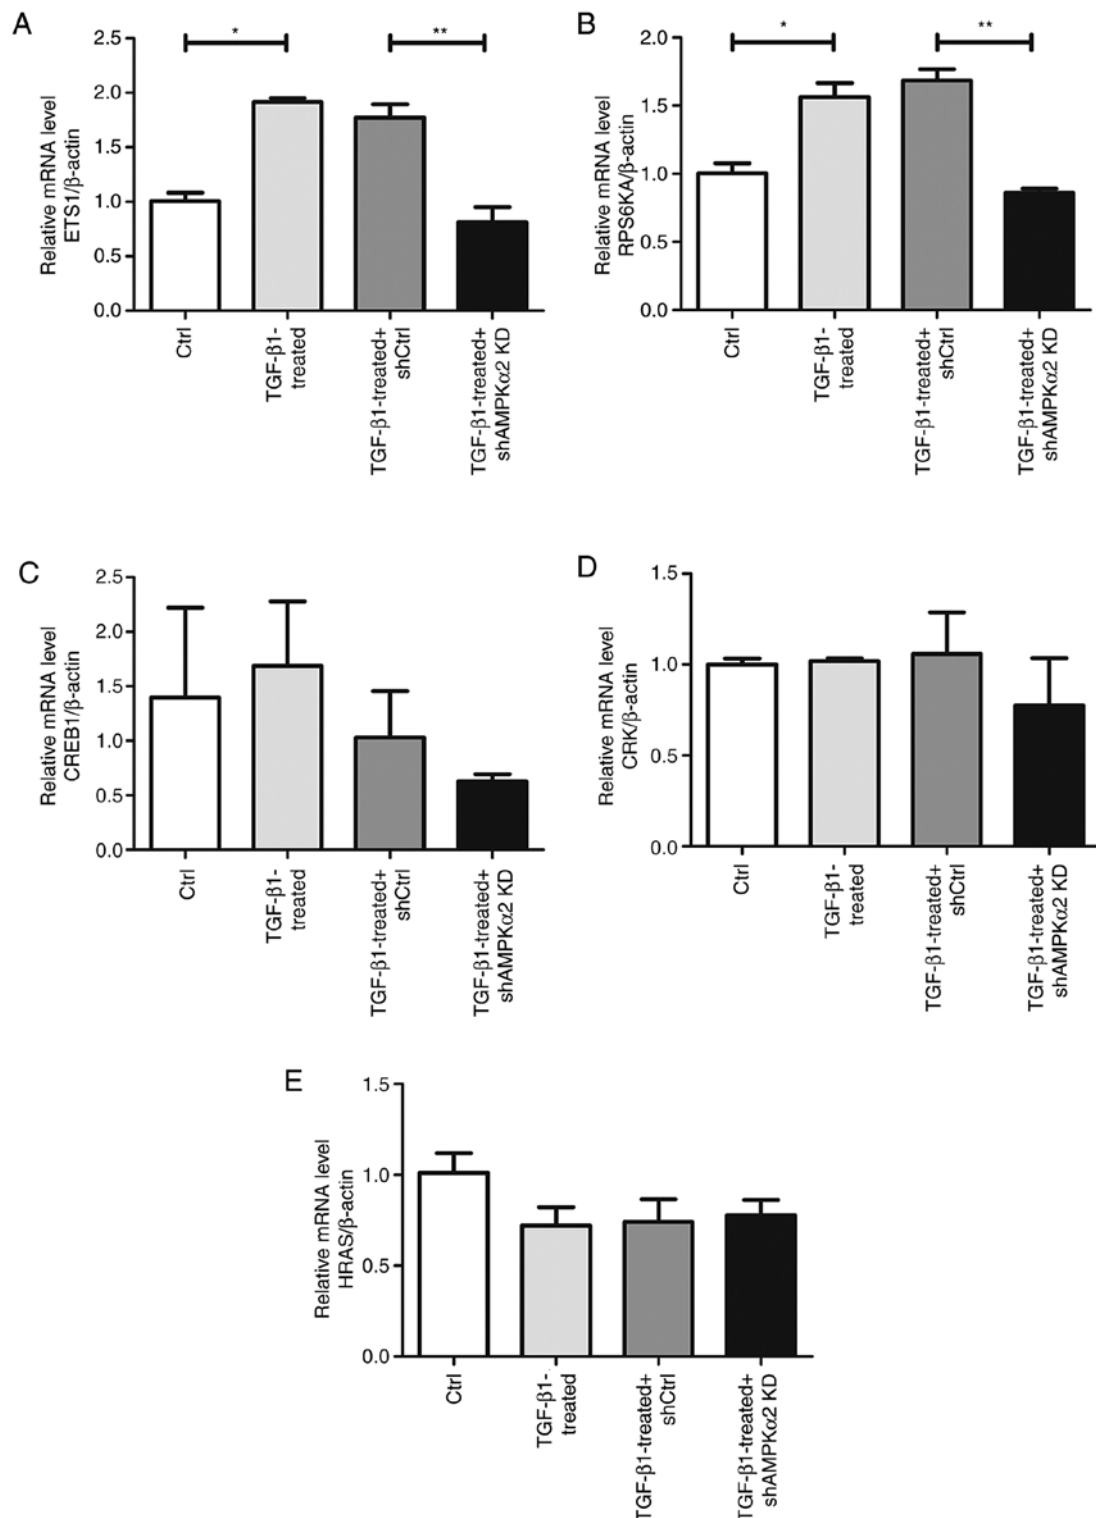 A
Relative mRNA level
ETS1/β-actin
2.5
2.0
1.5
1.0
0.5
0.0
*
**
Ctrl
TGF-β1-
treated
TGF-β1-treated+
shCtrl
TGF-β1-treated+
shAMPKα2 KD
B
Relative mRNA level
RPS6KA/β-actin
2.0
1.5
1.0
0.5
0.0
*
**
Ctrl
TGF-β1-
treated
TGF-β1-treated+
shCtrl
TGF-β1-treated+
shAMPKα2 KD
C
Relative mRNA level
CREB1/β-actin
2.5
2.0
1.5
1.0
0.5
0.0
Ctrl
TGF-β1-
treated
TGF-β1-treated+
shCtrl
TGF-β1-treated+
shAMPKα2 KD
D
Relative mRNA level
CRK/β-actin
1.5
1.0
0.5
0.0
Ctrl
TGF-β1-
treated
TGF-β1-treated+
shCtrl
TGF-β1-treated+
shAMPKα2 KD
E
Relative mRNA level
HRAS/β-actin
1.5
1.0
0.5
0.0
Ctrl
TGF-β1-
treated
TGF-β1-treated+
shCtrl
TGF-β1-treated+
shAMPKα2 KD